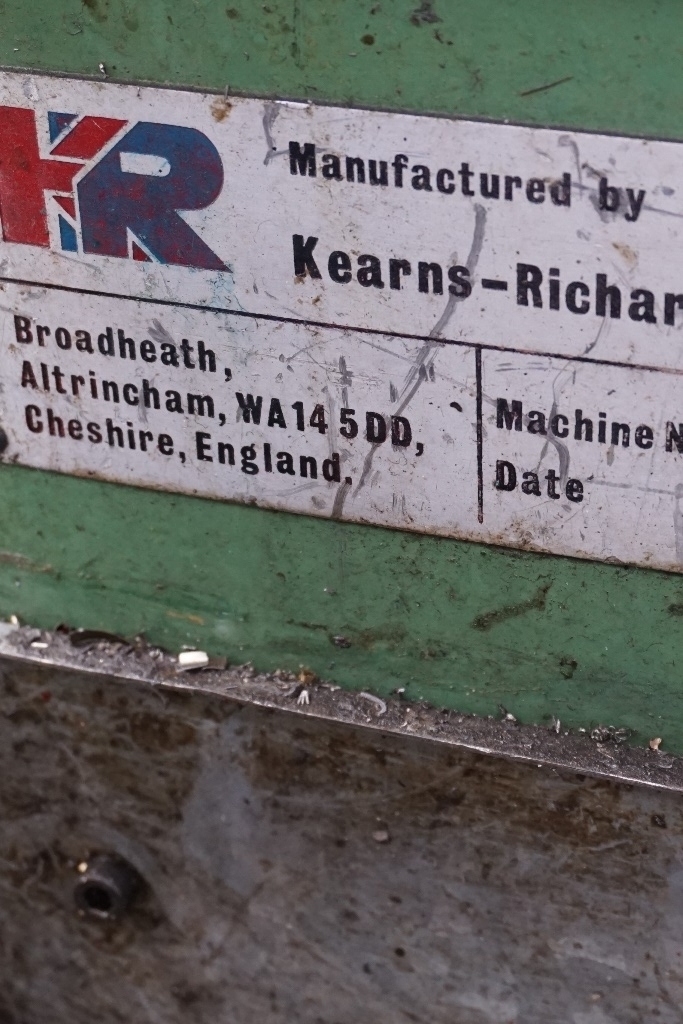 KR
Manufactured by
Kearns-Richar
Broadheath,
Altrincham, WA14 5DD,
Cheshire, England.
Machine N
Date